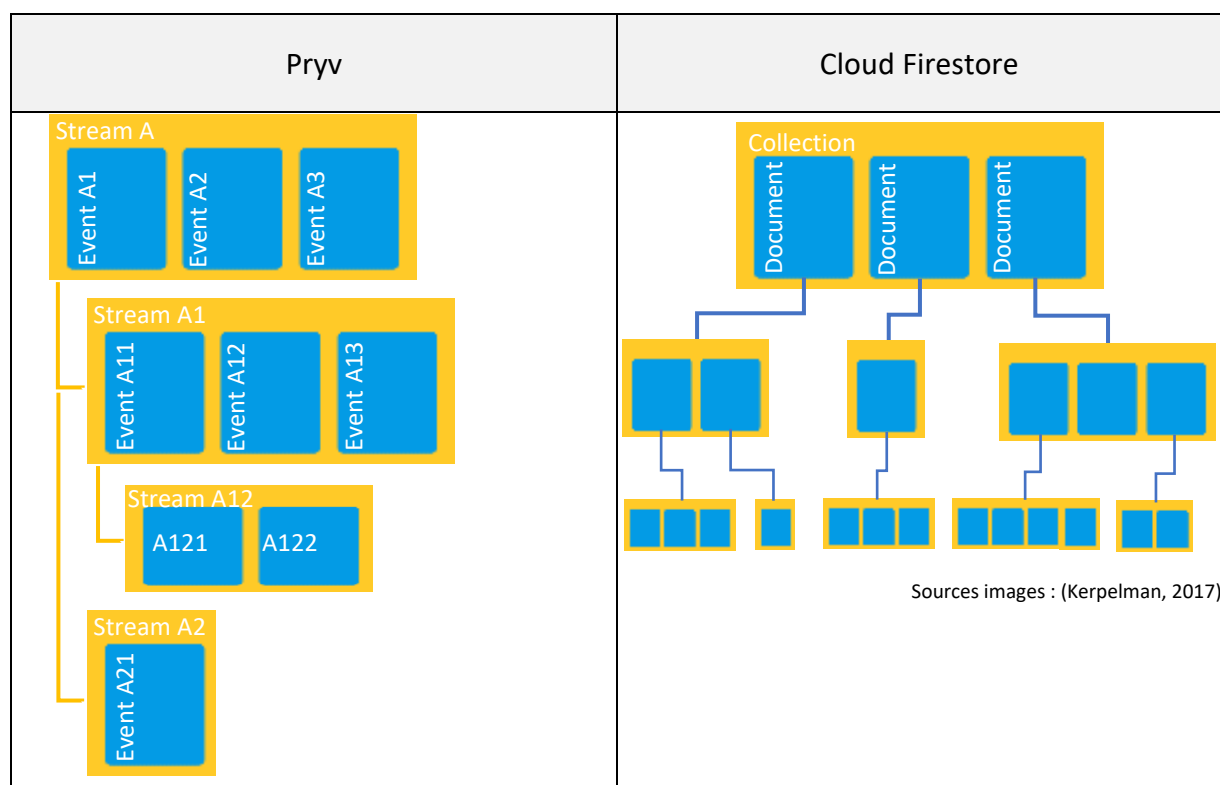 Pryv
Cloud Firestore
Stream A
Event A1
Event A2
Event A3
Stream A1
Event A11
Event A12
Event A13
Stream A12
A121
A122
Stream A2
Event A21
Collection
Document
Document
Document
Sources images : (Kerpelman, 2017)